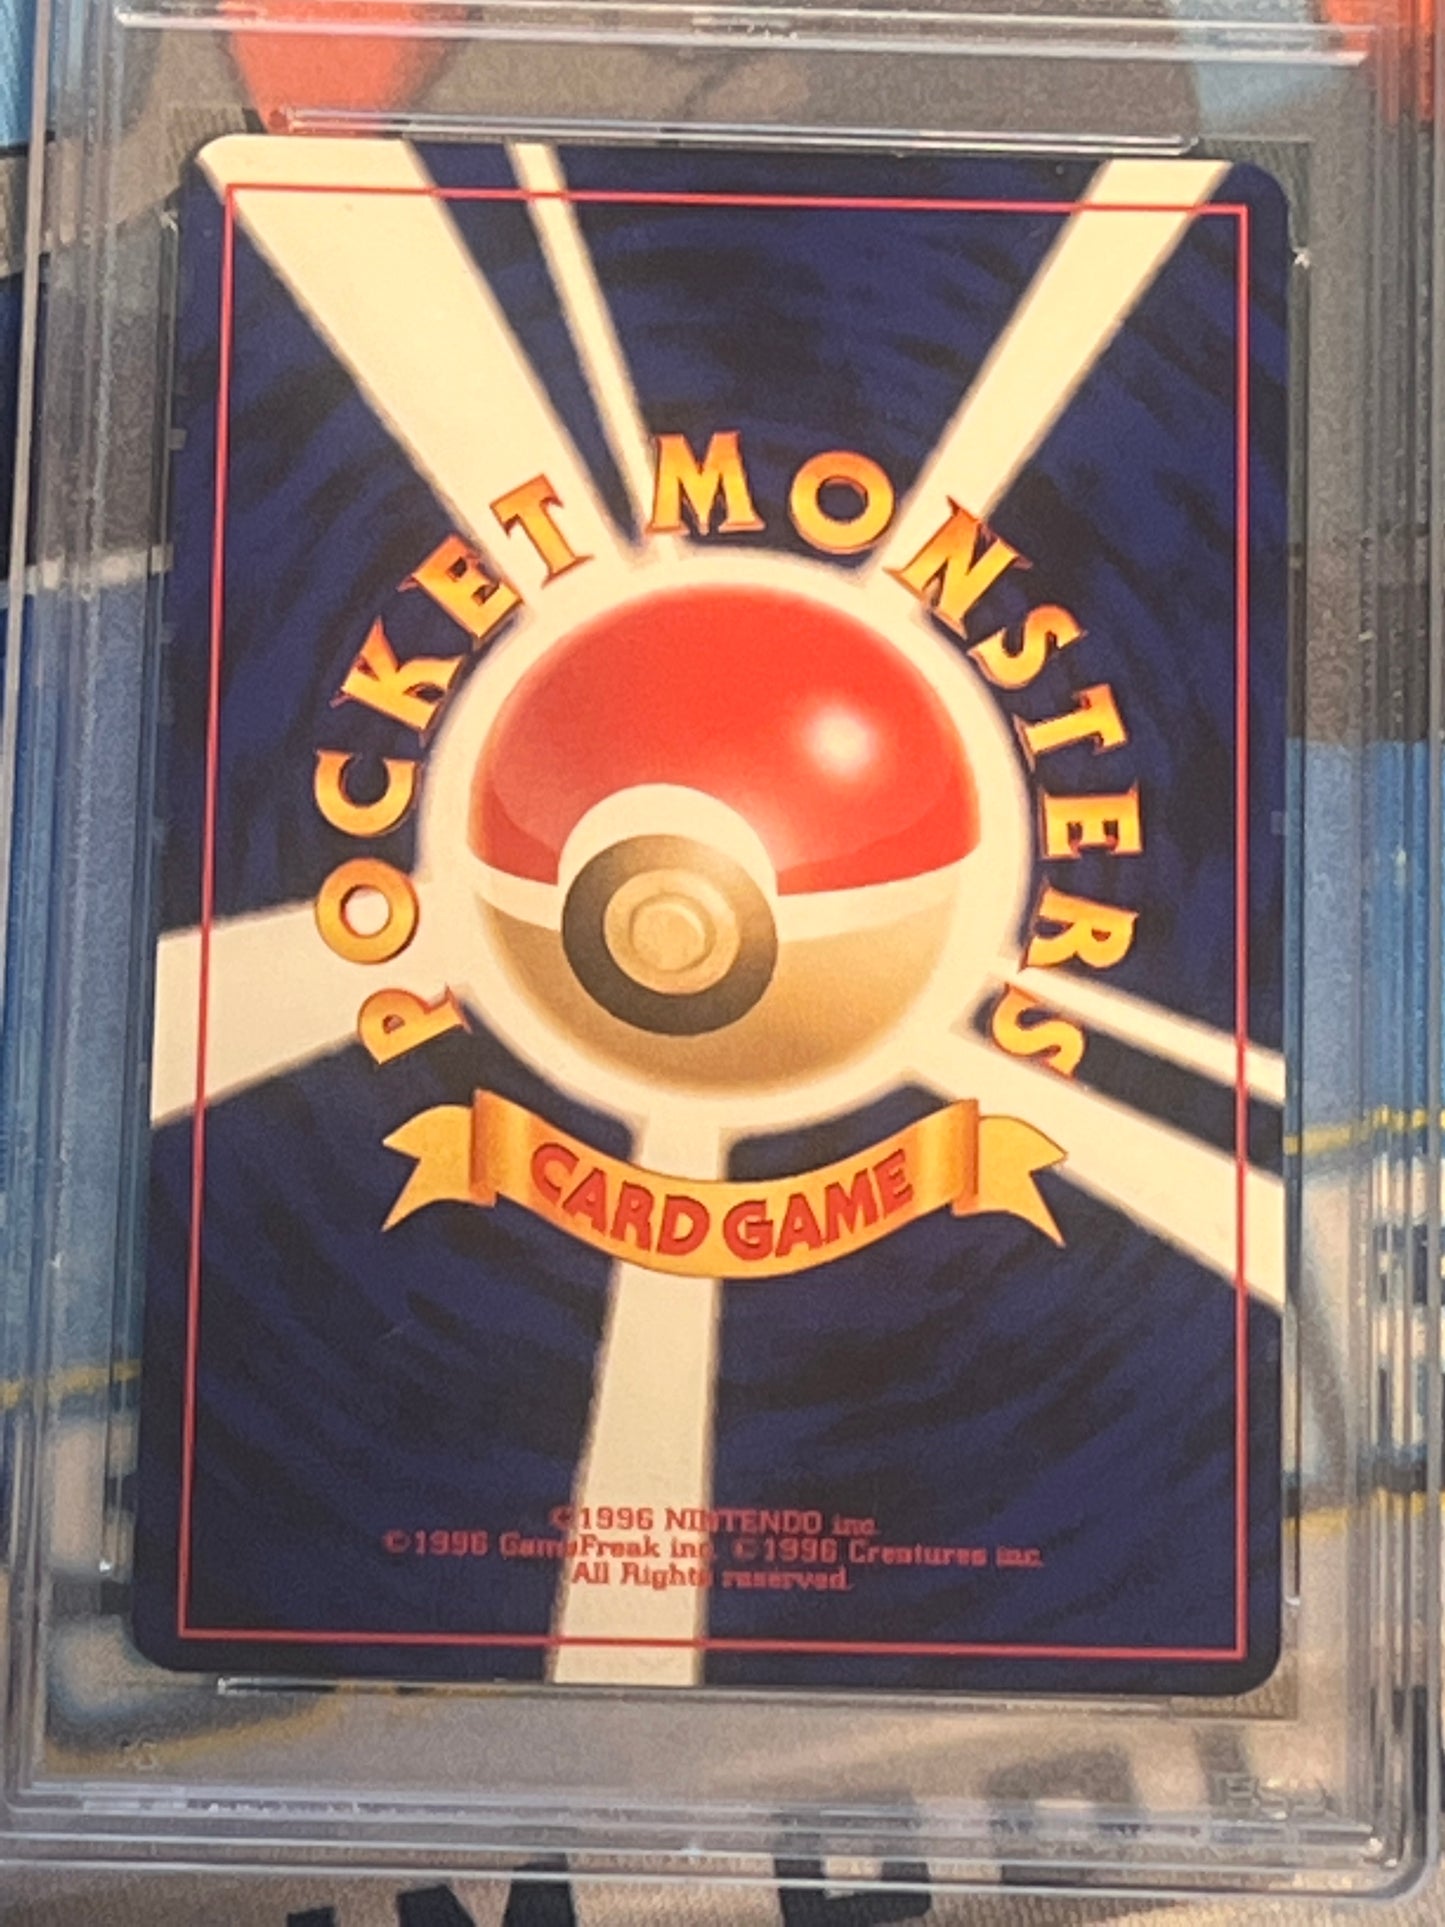 POCKET MONSTERS
CARD GAME
©1996 NINTENDO inc.
©1996 GameFreak inc. ©1996 Creatures inc.
All Rights reserved.